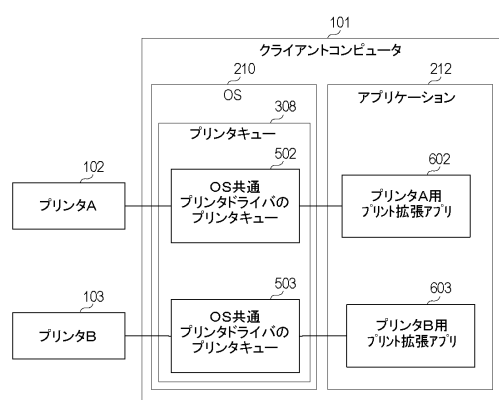 101
クライアントコンピュータ
210
OS
212
アプリケーション
308
プリンタキュー
102
プリンタA
502
OS共通
プリンタドライバの
プリンタキュー
602
プリンタA用
プリント拡張アプリ
103
プリンタB
503
OS共通
プリンタドライバの
プリンタキュー
603
プリンタB用
プリント拡張アプリ